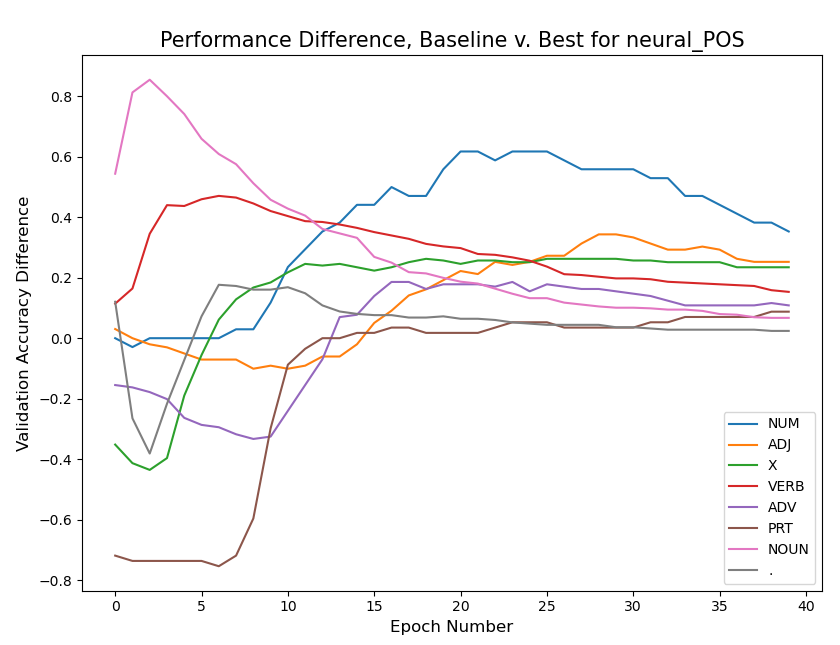 Performance Difference, Baseline v. Best for neural_POS
Validation Accuracy Difference
0.8
0.6
0.4
0.2
0.0
−0.2
−0.4
−0.6
−0.8
NUM
ADJ
X
VERB
ADV
PRT
NOUN
.
0 5 10 15 20 25 30 35 40
Epoch Number